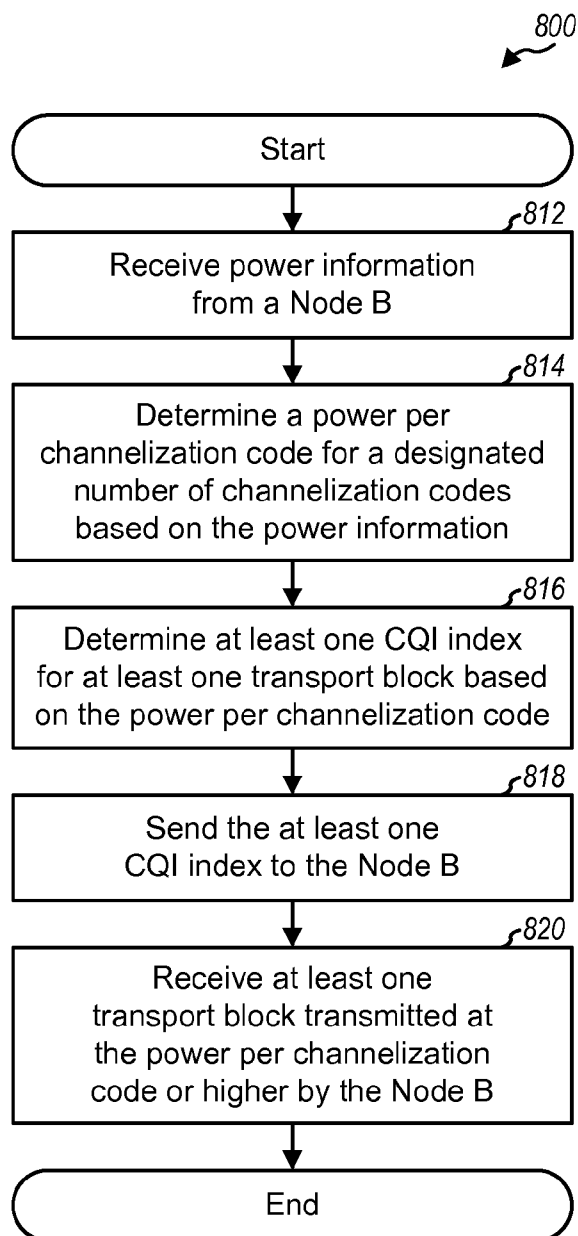 800
Start
812
Receive power information
from a Node B
814
Determine a power per
channelization code for a designated
number of channelization codes
based on the power information
816
Determine at least one CQI index
for at least one transport block based
on the power per channelization code
818
Send the at least one
CQI index to the Node B
820
Receive at least one
transport block transmitted at
the power per channelization
code or higher by the Node B
End